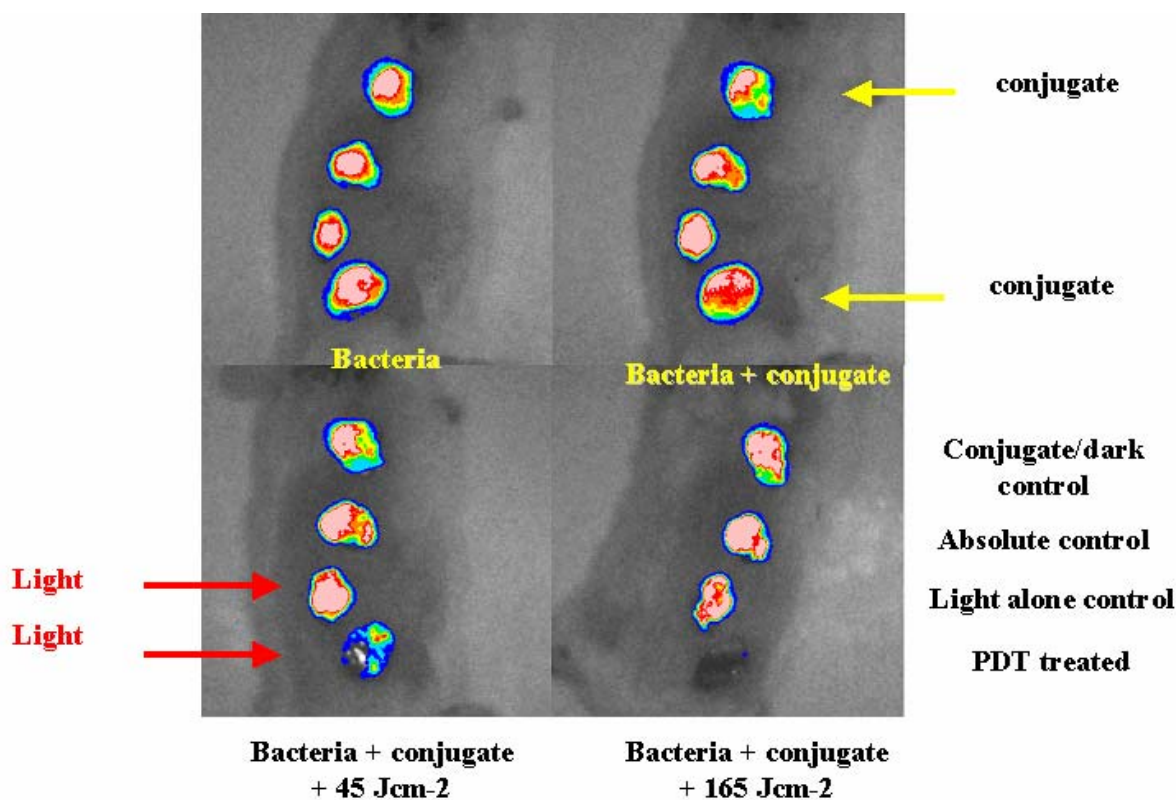 conjugate
conjugate
Bacteria
Bacteria + conjugate
Conjugate/dark
control
Absolute control
Light
Light alone control
Light
PDT treated
Bacteria + conjugate
+ 45 Jcm-2
Bacteria + conjugate
+ 165 Jcm-2